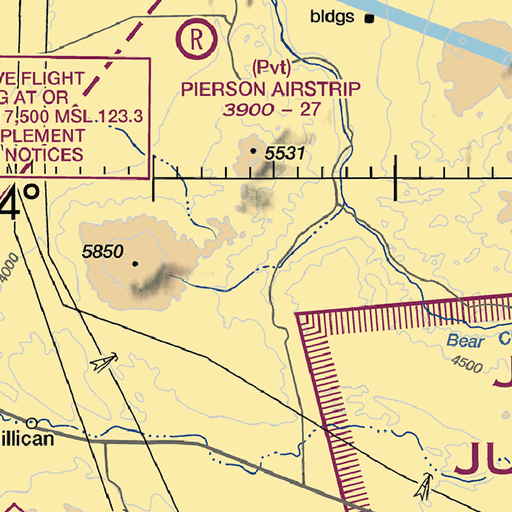 bldgs
R
(Pvt)
PIERSON AIRSTRIP
3900 - 27
VE FLIGHT
G AT OR
7,500 MSL.123.3
PLEMENT
NOTICES
5531
4°
5850
4000
Bear C
4500
J
illican
JU